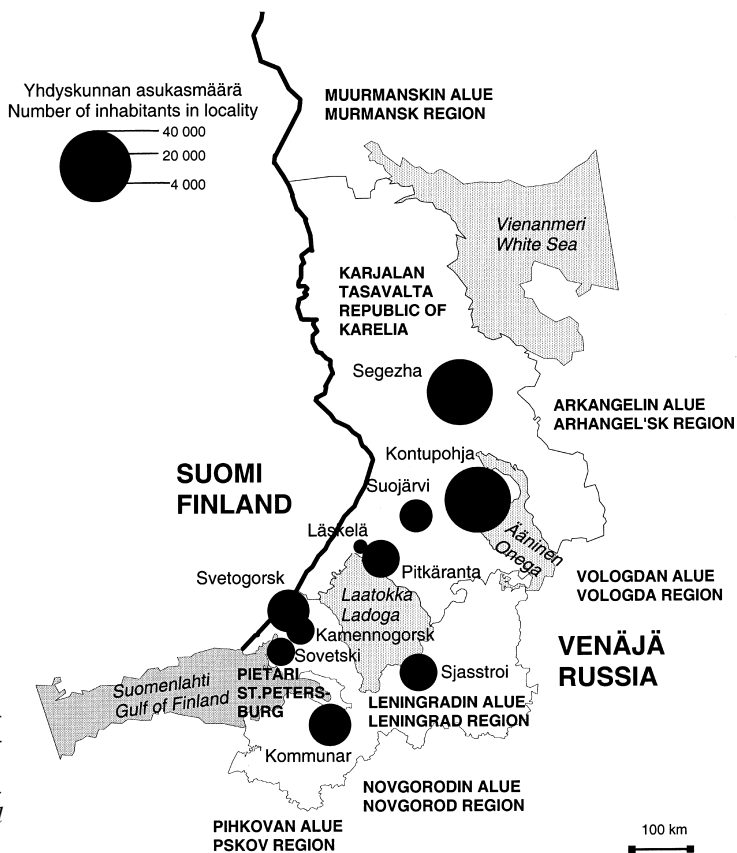 Yhdyskunnan asukasmäärä
Number of inhabitants in locality
40 000
20 000
4 000
MUURMANSKIN ALUE
MURMANSK REGION
Vienanmeri
White Sea
KARJALAN
TASAVALTA
REPUBLIC OF
KARELIA
Segezha
ARKANGELIN ALUE
ARHANGEL'SK REGION
Kontupohja
SUOMI
FINLAND
Suojärvi
Ääninen
Onega
Läskelä
Pitkäranta
Svetogorsk
VOLOGDAN ALUE
VOLOGDA REGION
Laatokka
Ladoga
Kamennogorsk
Sovetski
VENÄJÄ
RUSSIA
Sjasstroi
Suomenlahti
Gulf of Finland
PIETARI
ST.PETERS-
BURG
LENINGRADIN ALUE
LENINGRAD REGION
Kommunar
NOVGORODIN ALUE
NOVGOROD REGION
PIHKOVAN ALUE
PSKOV REGION
100 km